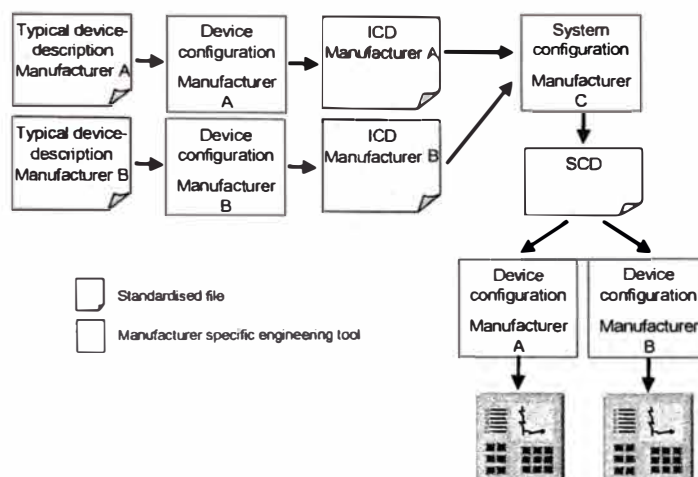 Typical device-
description
Manufacturer A
Device
configuration
Manufacturer
A
ICD
Manufacturer A
System
configuration
Manufacturer
C
Typical device-
description
Manufacturer B
Device
configuration
Manufacturer
B
ICD
Manufacturer B
SCD
Device
configuration
Manufacturer
A
Device
configuration
Manufacturer
B
Standardised file
Manufacturer specific engineering tool